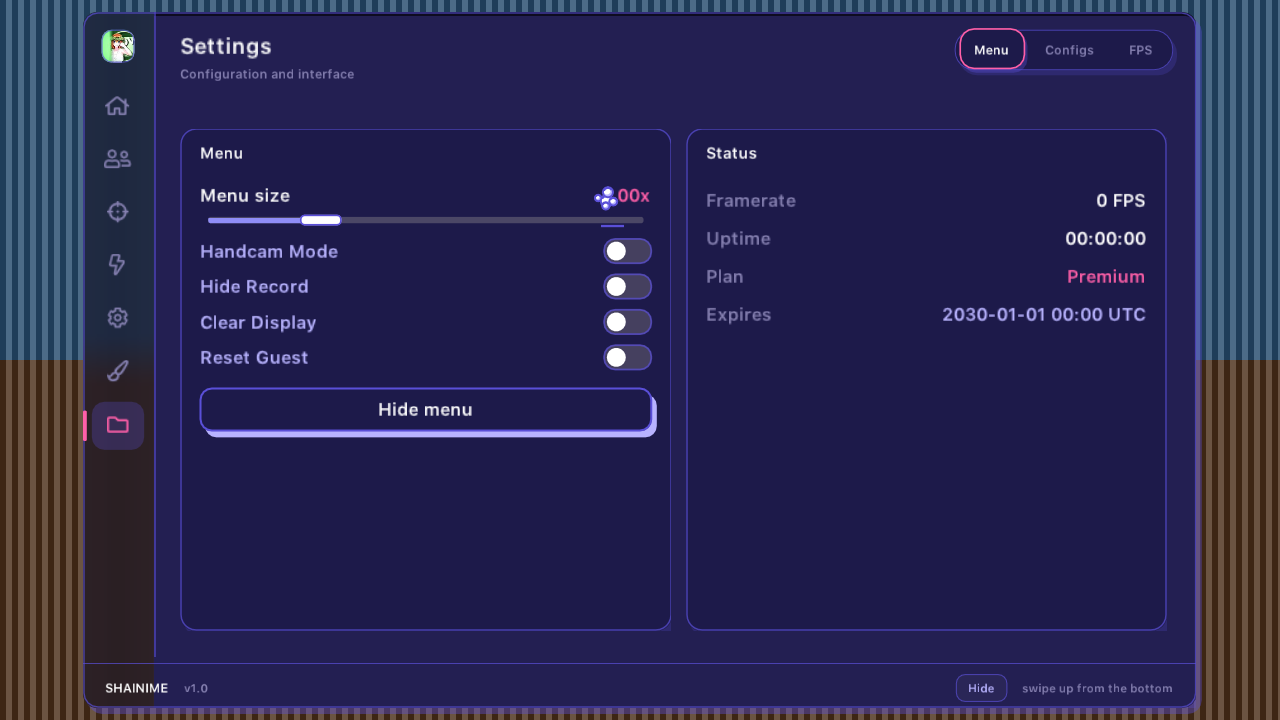 Settings
Configuration and interface
Menu
Configs
FPS
Menu
Menu size
00x
Handcam Mode
Hide Record
Clear Display
Reset Guest
Hide menu
Status
Framerate
0 FPS
Uptime
00:00:00
Plan
Premium
Expires
2030-01-01 00:00 UTC
SHAINIME
v1.0
Hide
swipe up from the bottom